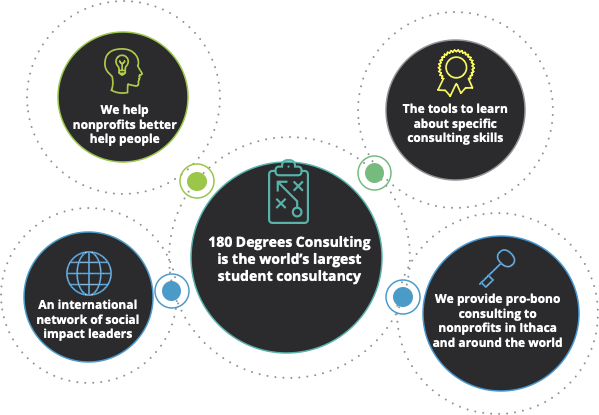 We help
nonprofits better
help people
The tools to learn
about specific
consulting skills
180 Degrees Consulting
is the world’s largest
student consultancy
An international
network of social
impact leaders
We provide pro-bono
consulting to
nonprofits in Ithaca
and around the world